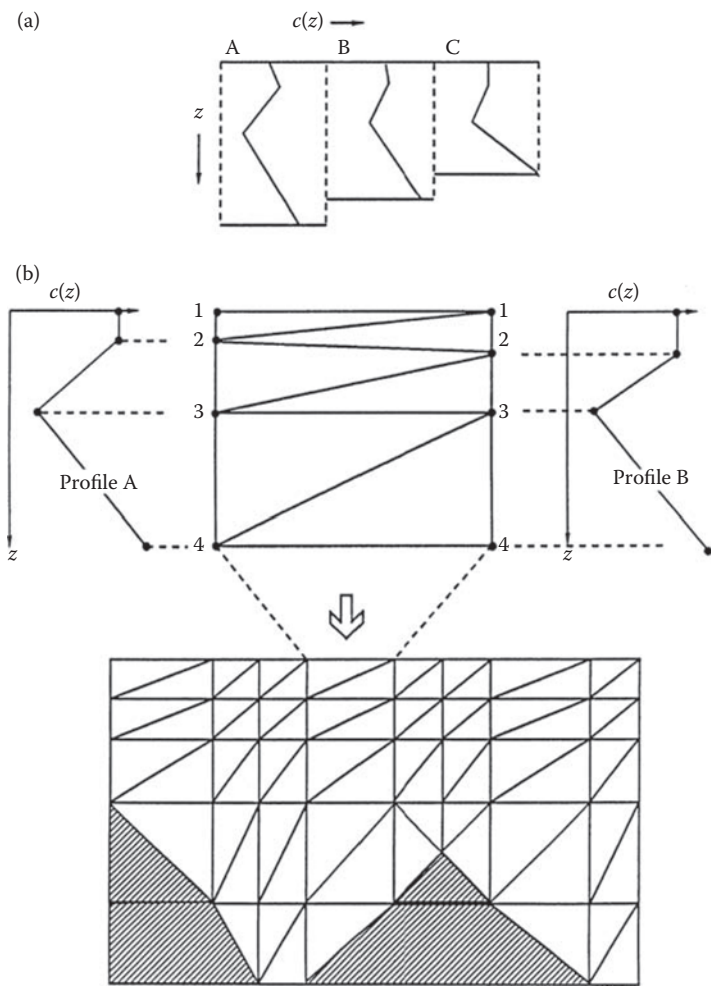 (a)
c(z)
A B C
z
(b)
c(z) c(z)
1 1
2 2
3 3
Profile A Profile B
4 4
z z